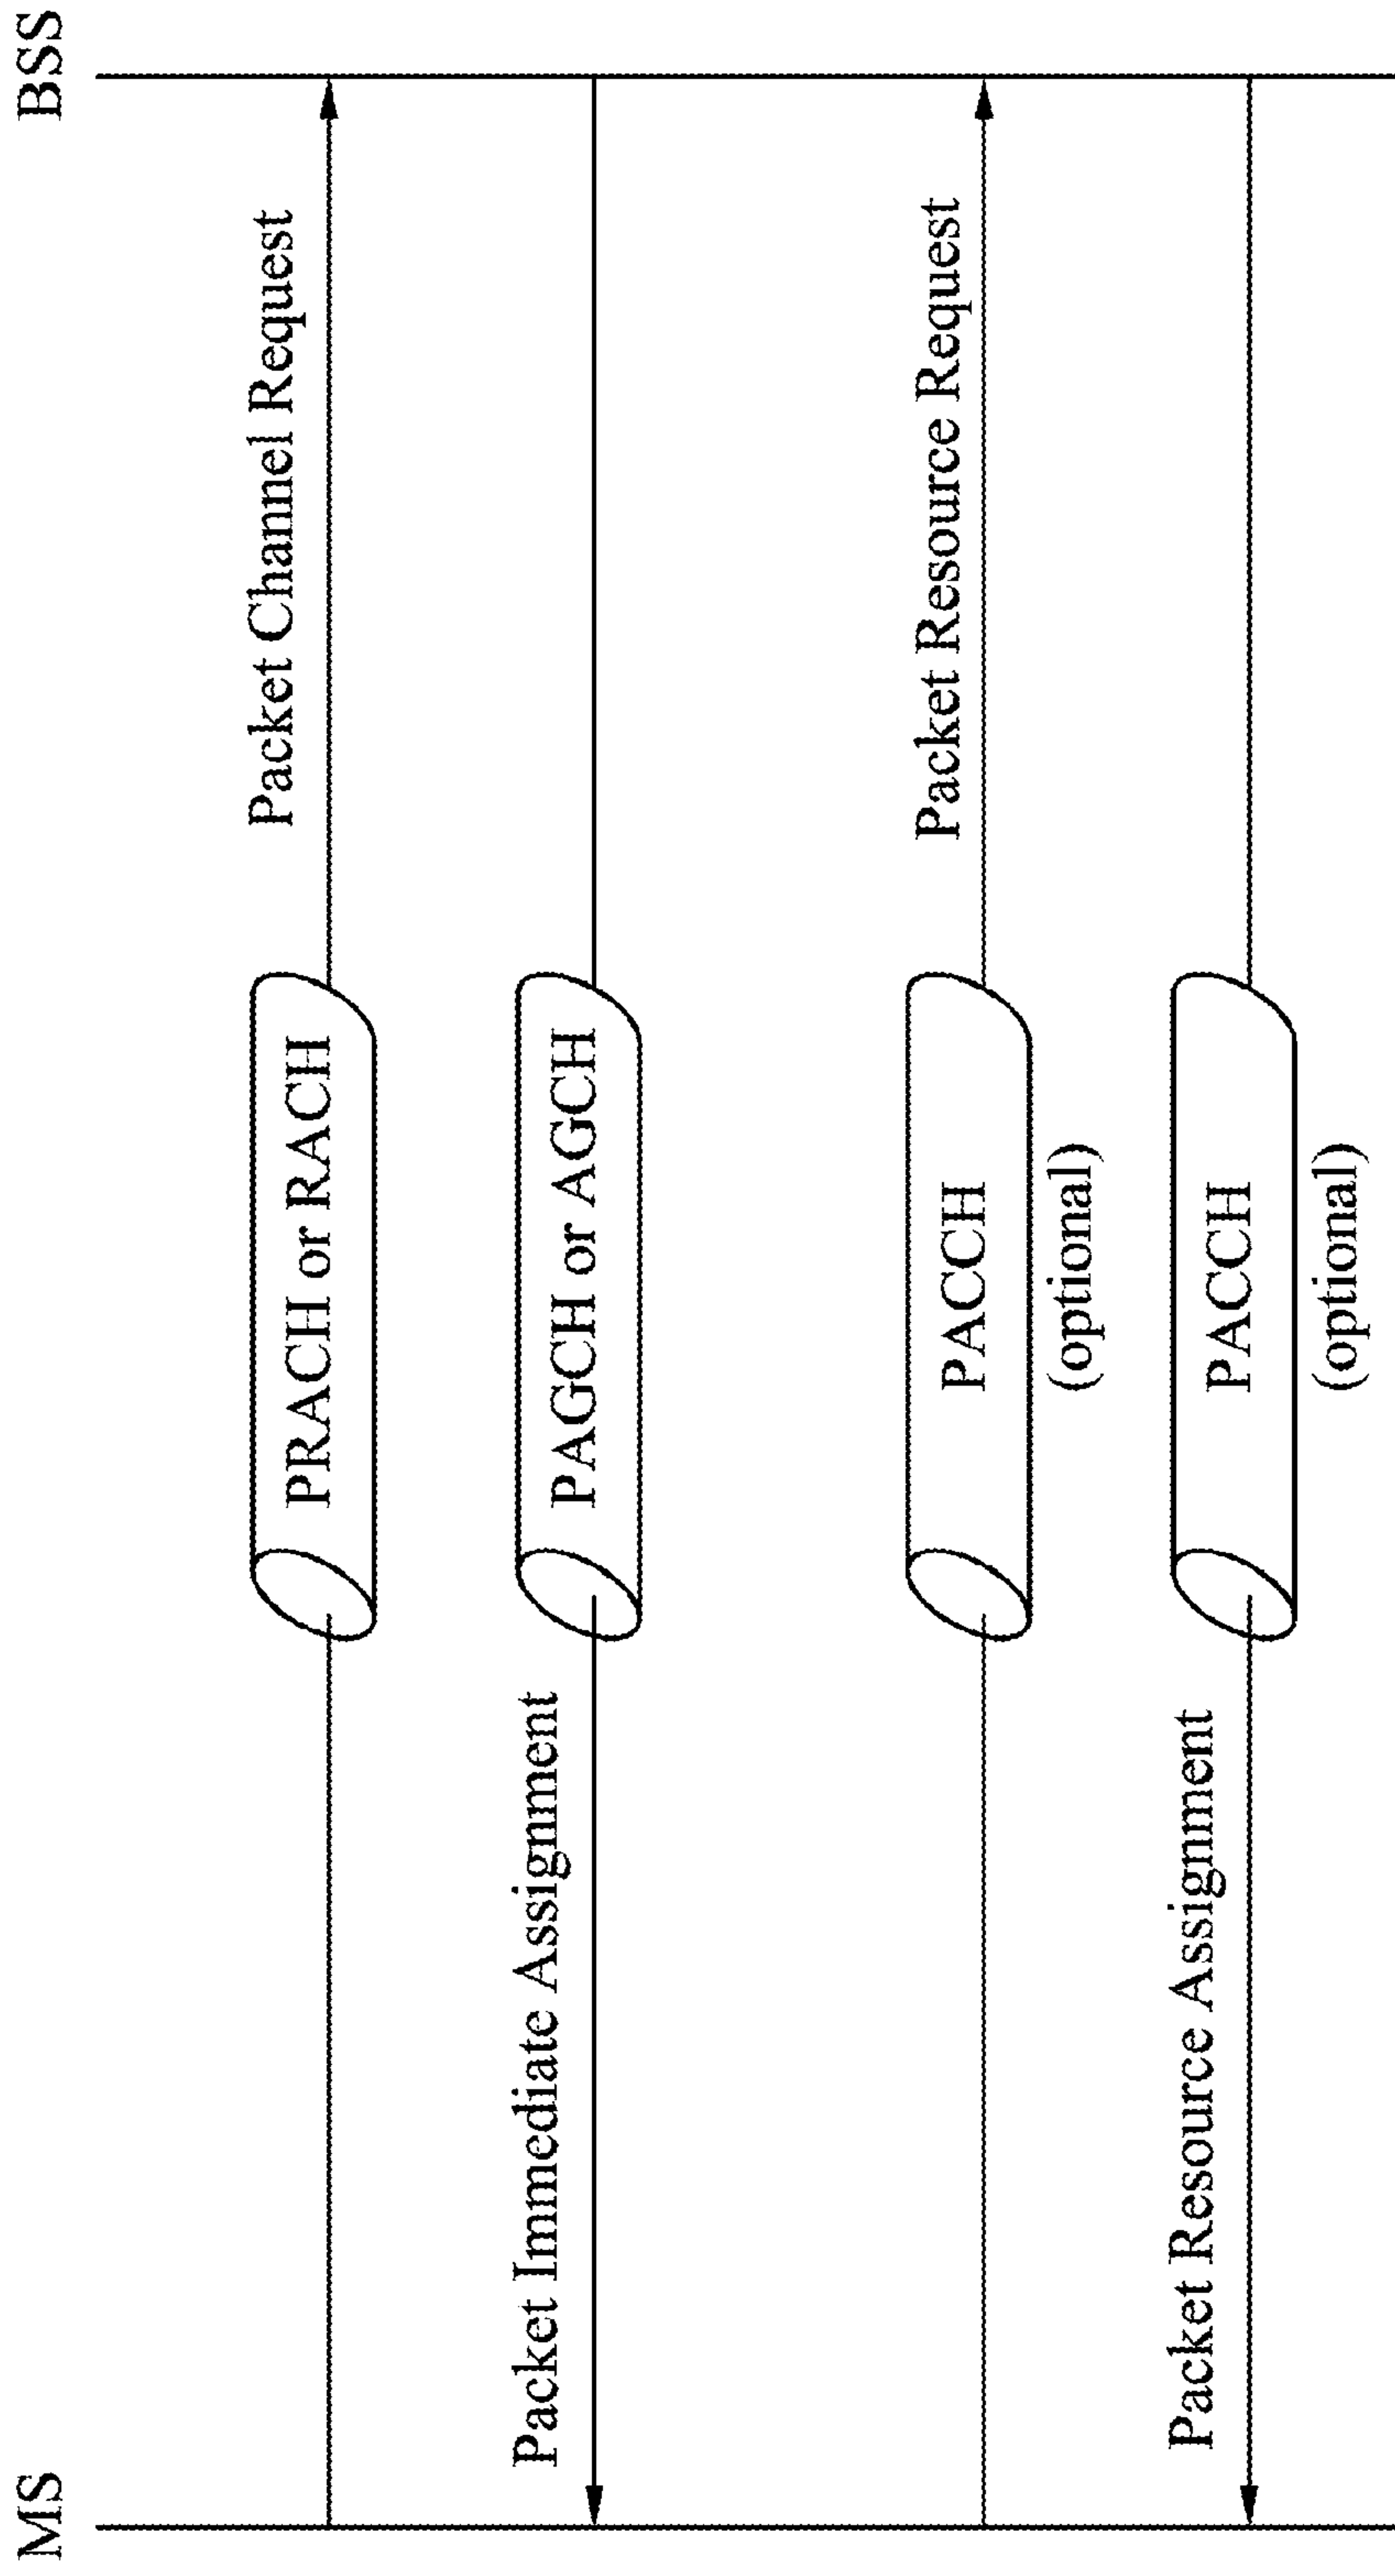 MS
BSS
PRACH or RACH
Packet Channel Request
Packet Immediate Assignment
PAGCH or AGCH
PACCH
Packet Resource Request
(optional)
Packet Resource Assignment
PACCH
(optional)